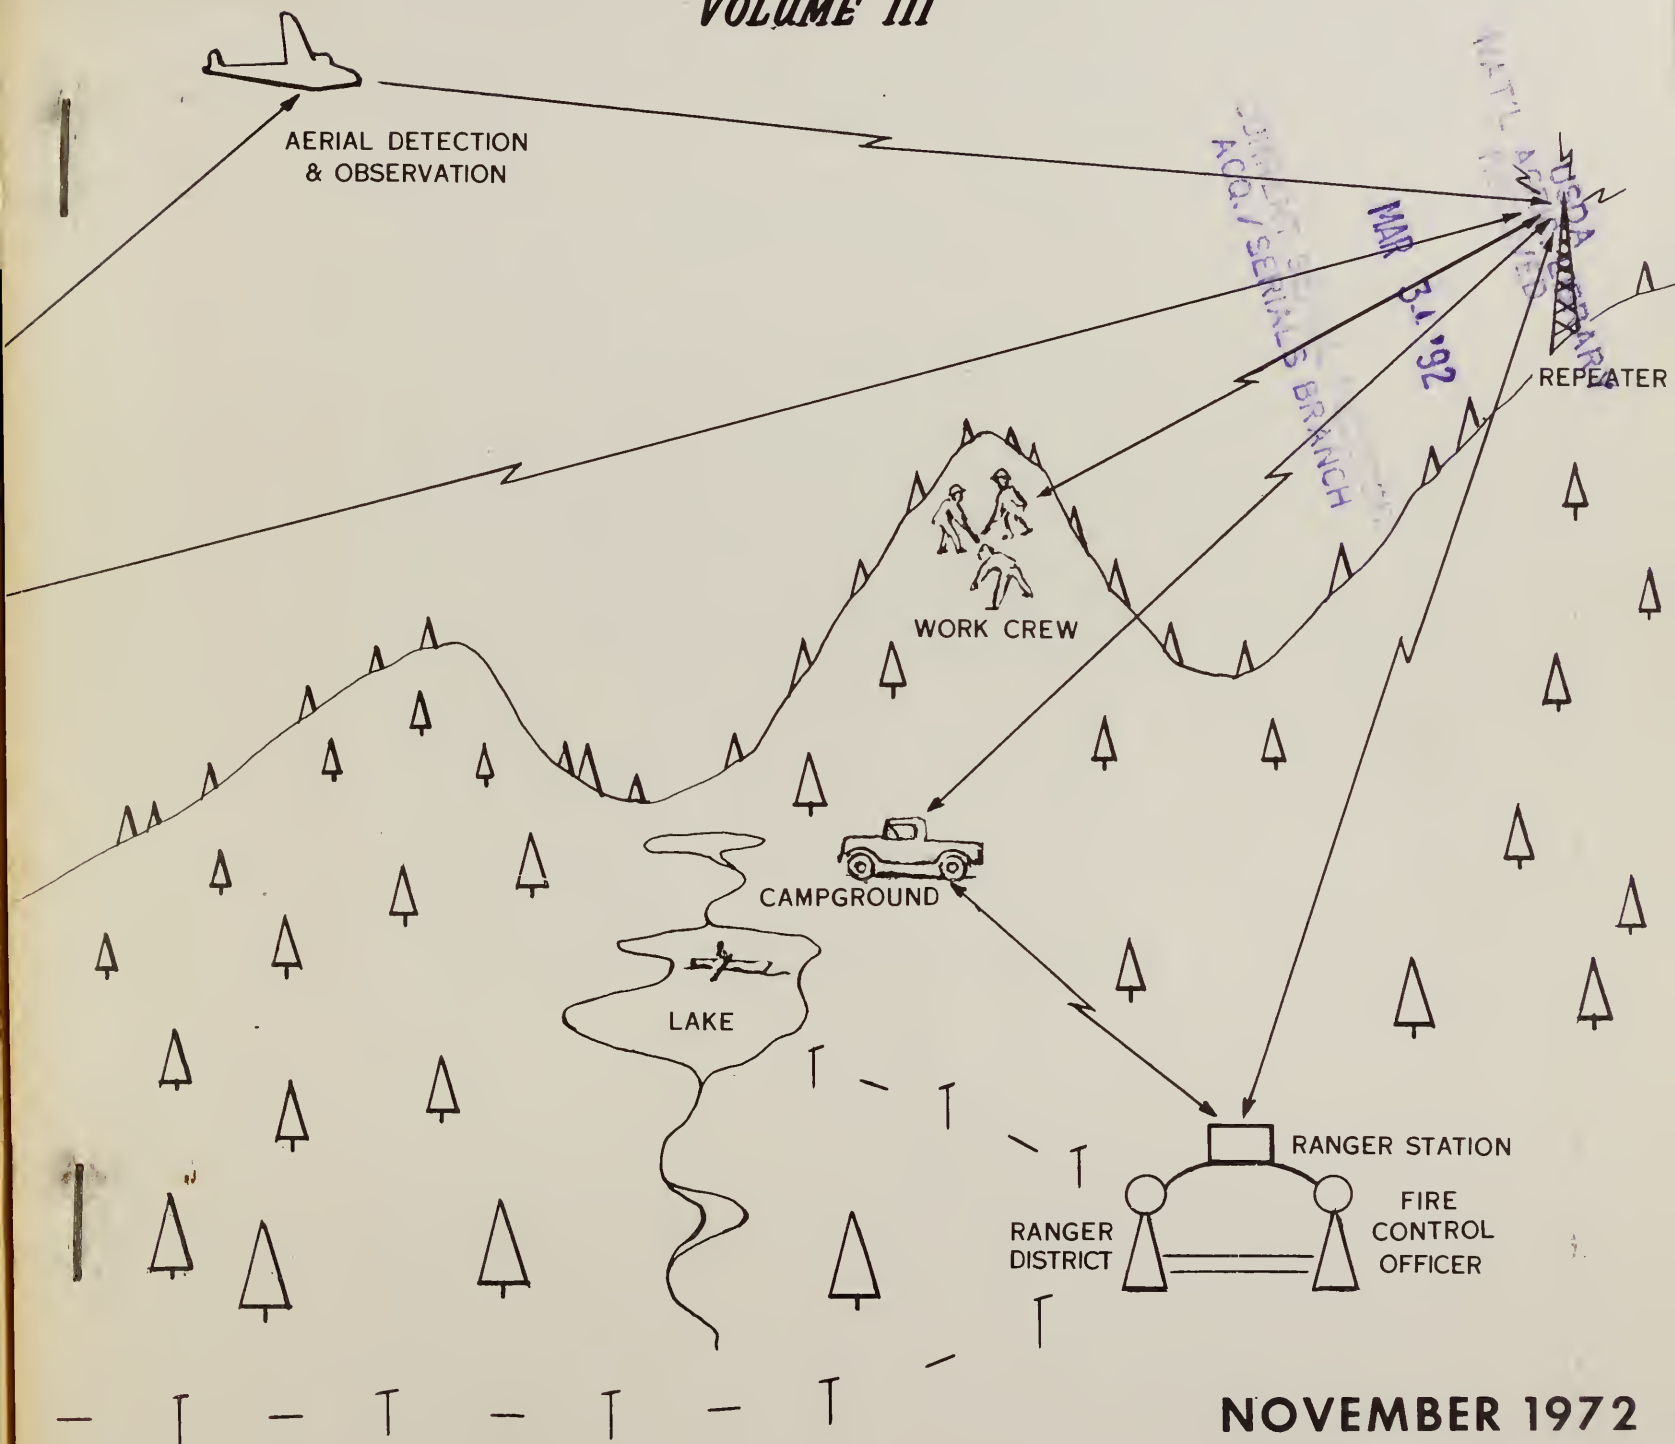 VOLUME III
AERIAL DETECTION
& OBSERVATION
USDA
MAR
'92
ACQ./SERIALS BRANCH
REPEATER
WORK CREW
CAMPGROUND
LAKE
RANGER STATION
RANGER
DISTRICT
FIRE
CONTROL
OFFICER
NOVEMBER 1972